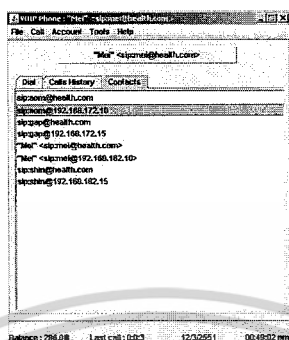 VOIP Phone : "Mei" <sip:mei@health.com>
File Call Account Tools Help
"Mei" <sip:mei@health.com>
Dial Calls History Contacts
sip:aom@health.com
sip:aom@192.168.172.10
sip:gap@health.com
sip:gap@192.168.172.15
"Mei" <sip:mei@health.com>
"Mei" <sip:mei@192.168.182.10>
sip:shin@health.com
sip:shin@192.168.182.15
Balance : 286.08 Last call : 0:0:3 12/3/2551 00:49:02 am